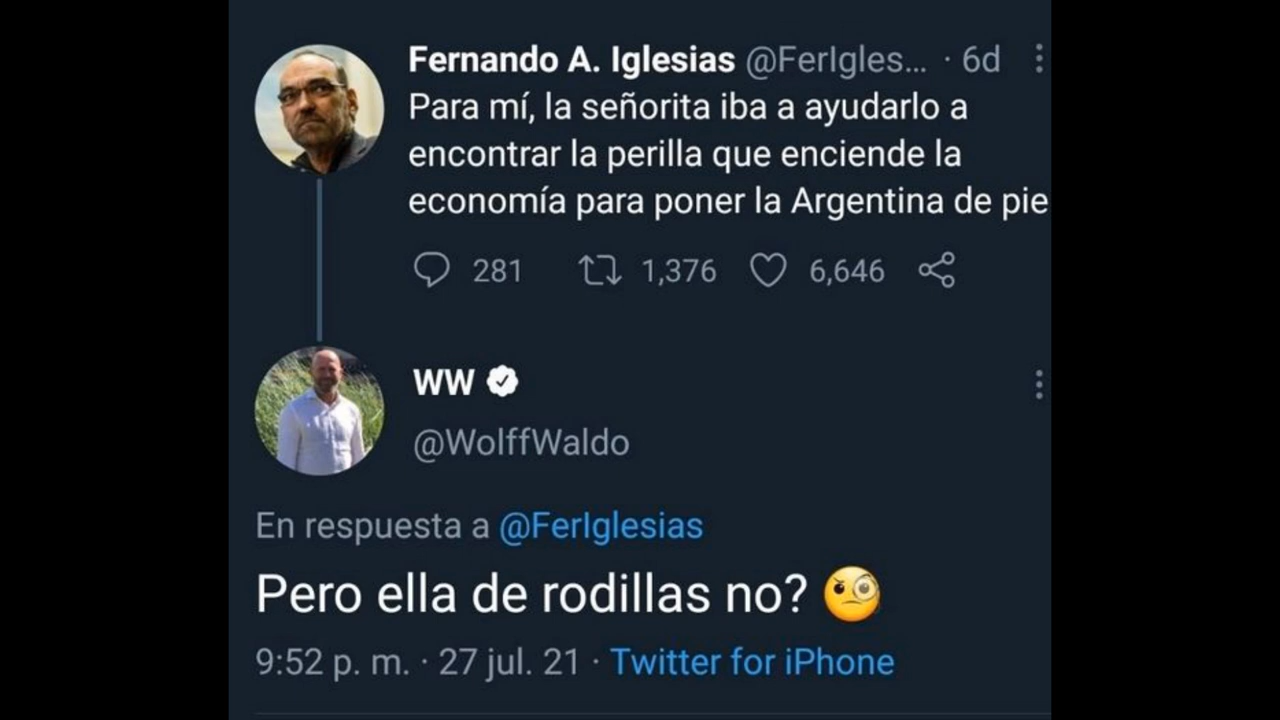 Fernando A. Iglesias @FerIgles... · 6d
Para mí, la señorita iba a ayudarlo a
encontrar la perilla que enciende la
economía para poner la Argentina de pie
281 1,376 6,646
WW
@WolffWaldo
En respuesta a @FerIglesias
Pero ella de rodillas no? 🧐
9:52 p. m. · 27 jul. 21 · Twitter for iPhone